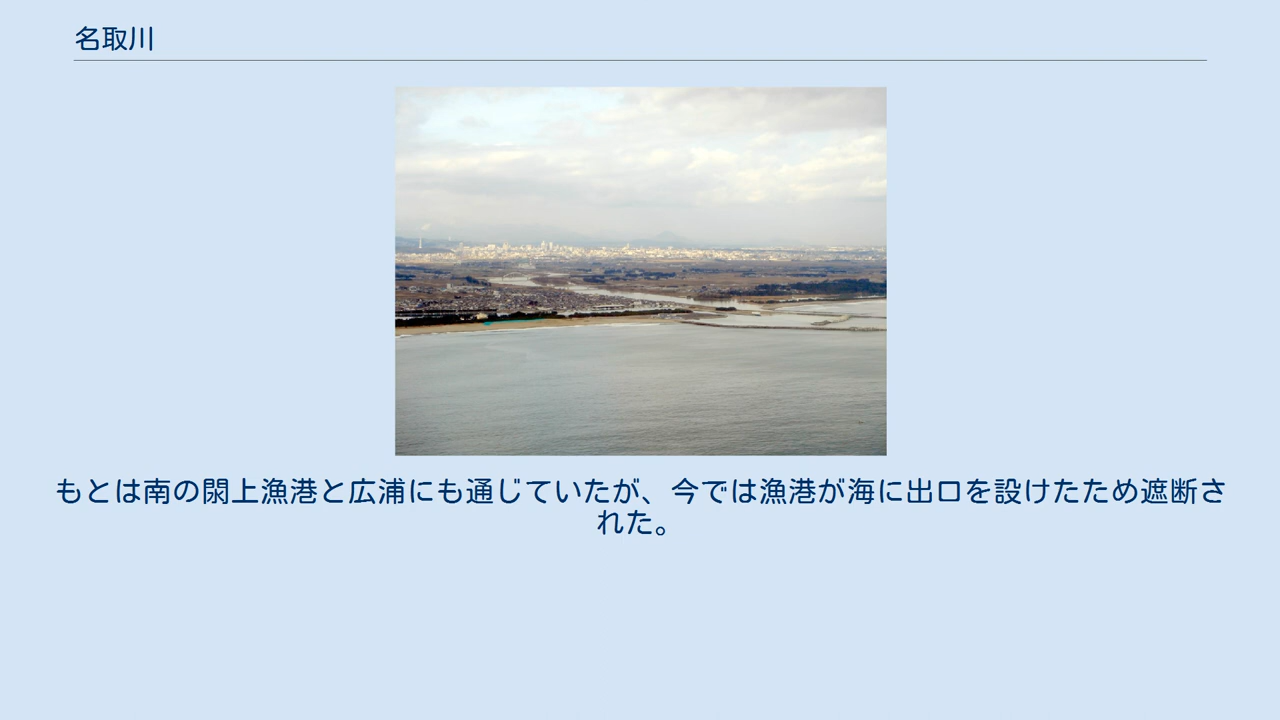 名取川
もとは南の閖上漁港と広浦にも通じていたが、今では漁港が海に出口を設けたため遮断さ
れた。